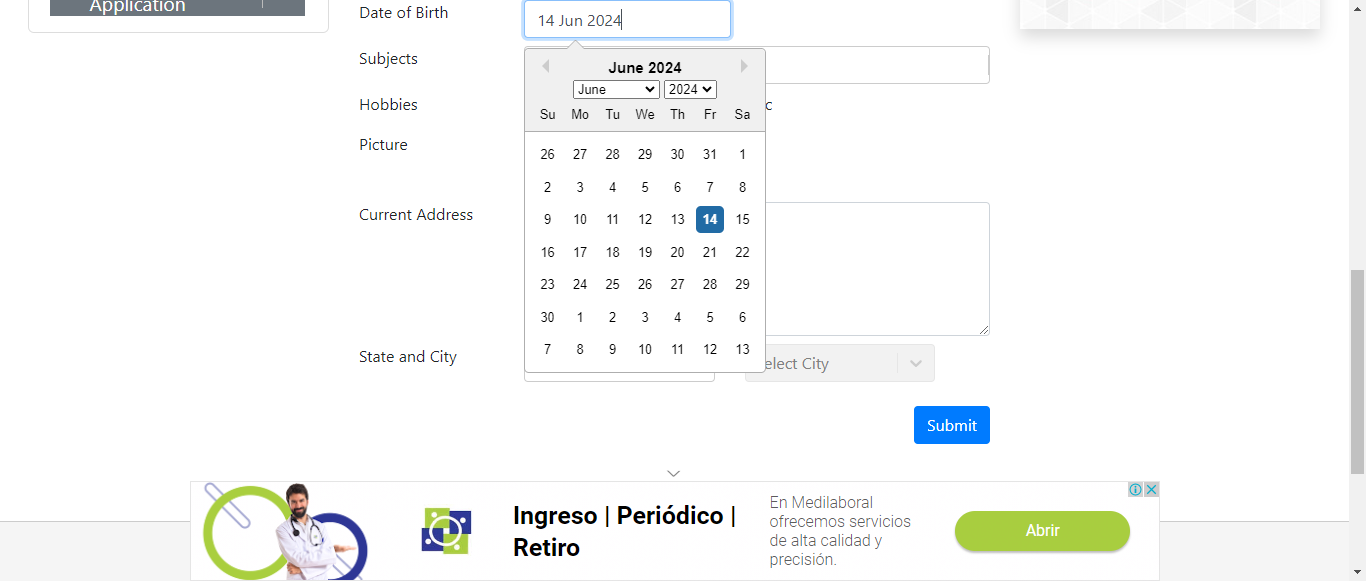 Application
Date of Birth
14 Jun 2024
Subjects
June 2024
June 2024
Hobbies
c
Su Mo Tu We Th Fr Sa
Picture
26 27 28 29 30 31 1
2 3 4 5 6 7 8
Current Address
9 10 11 12 13 14 15
16 17 18 19 20 21 22
23 24 25 26 27 28 29
30 1 2 3 4 5 6
7 8 9 10 11 12 13
State and City
elect City
Submit
Ingreso | Periódico |
Retiro
En Medilaboral
ofrecemos servicios
de alta calidad y
precisión.
Abrir